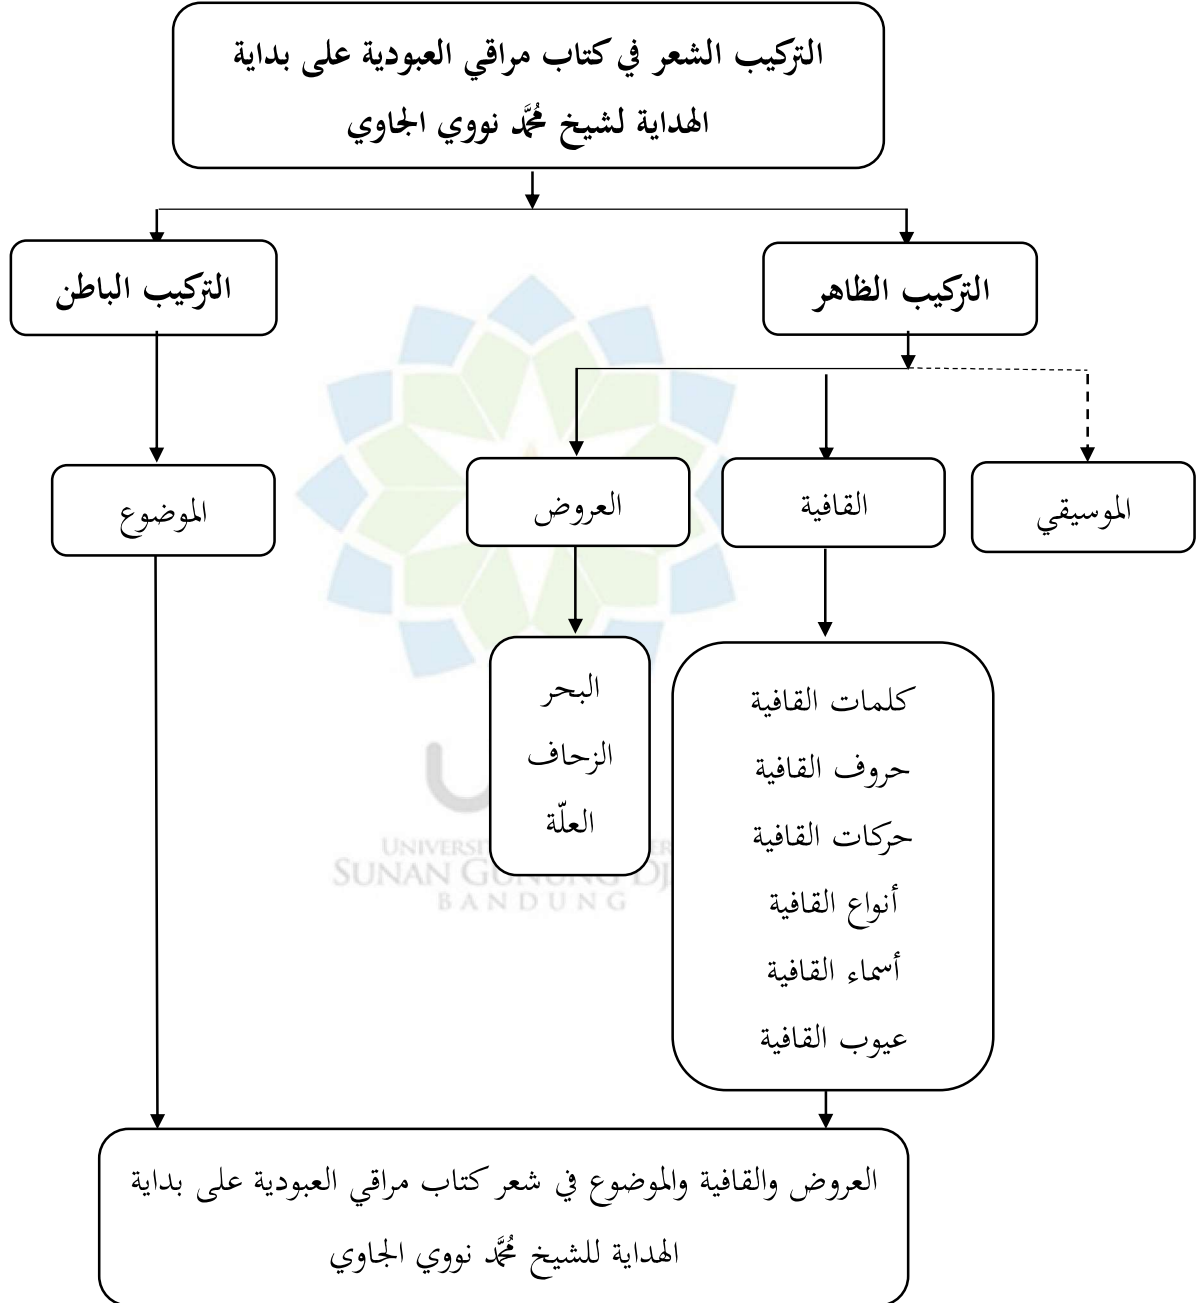 التركيب الشعر في كتاب مراقي العبودية على بداية
الهداية لشيخ مُحَمَّد نووي الجاوي
التركيب الظاهر
التركيب الباطن
الموسيقي
القافية
العروض
الموضوع
كلمات القافية
حروف القافية
حركات القافية
أنواع القافية
أسماء القافية
عيوب القافية
البحر
الزحاف
العلّة
SUNAN GUNUNG
BANDUNG
العروض والقافية والموضوع في شعر كتاب مراقي العبودية على بداية
الهداية للشيخ مُحَمَّد نووي الجاوي